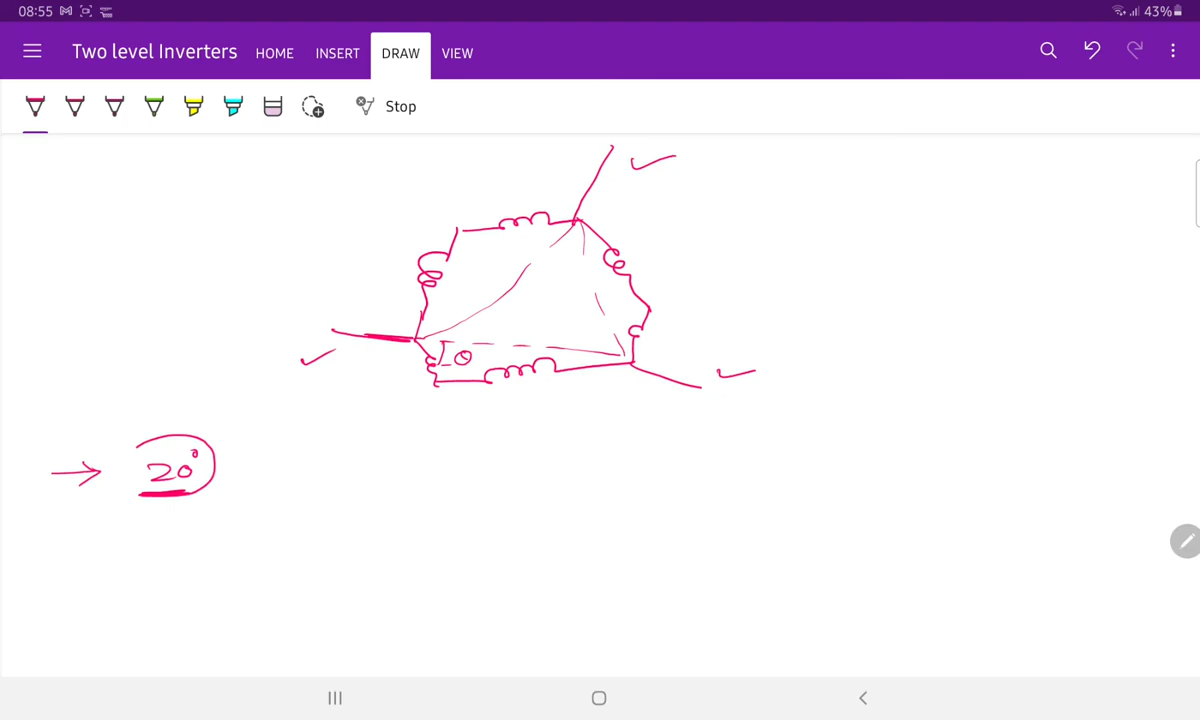 08:55 43%
Two level Inverters HOME INSERT DRAW VIEW
Stop
θ
→ 20°